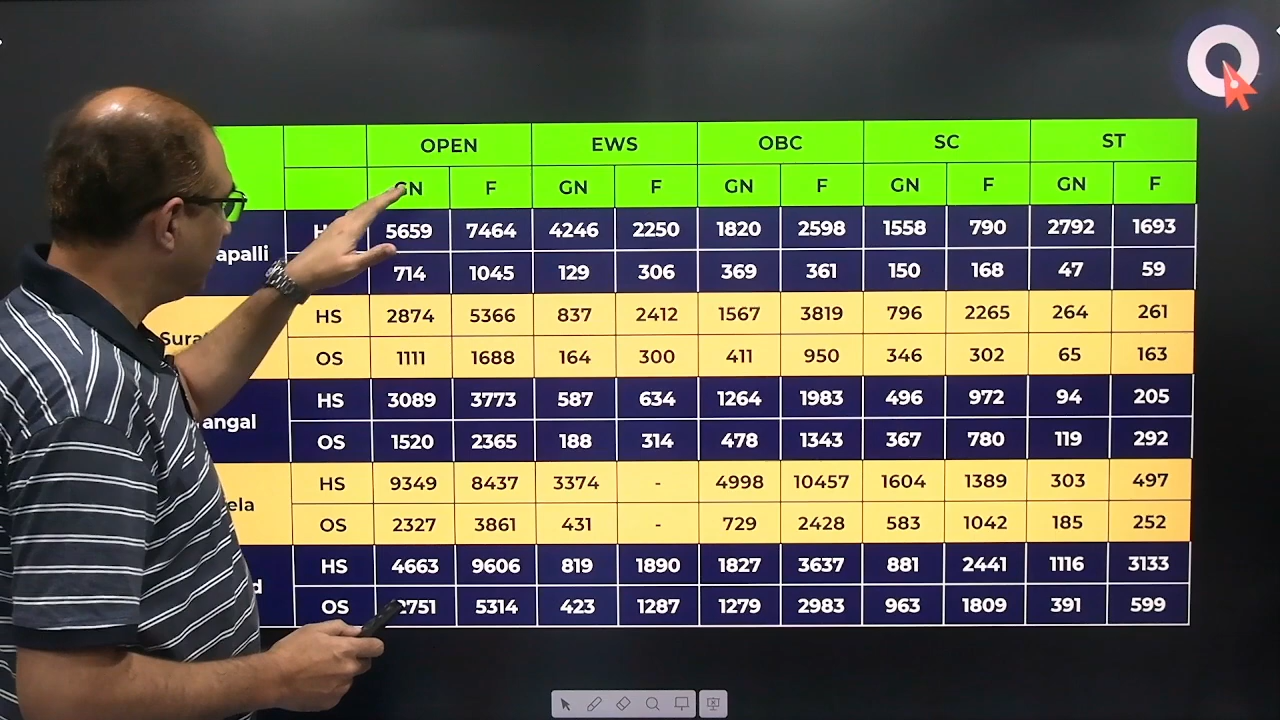 OPEN EWS OBC SC ST
GN F GN F GN F GN F GN F
5659 7464 4246 2250 1820 2598 1558 790 2792 1693
apalli
714 1045 129 306 369 361 150 168 47 59
HS 2874 5366 837 2412 1567 3819 796 2265 264 261
Sura
OS 1111 1688 164 300 411 950 346 302 65 163
HS 3089 3773 587 634 1264 1983 496 972 94 205
angal
OS 1520 2365 188 314 478 1343 367 780 119 292
HS 9349 8437 3374 - 4998 10457 1604 1389 303 497
ela
OS 2327 3861 431 - 729 2428 583 1042 185 252
HS 4663 9606 819 1890 1827 3637 881 2441 1116 3133
d
OS 2751 5314 423 1287 1279 2983 963 1809 391 599